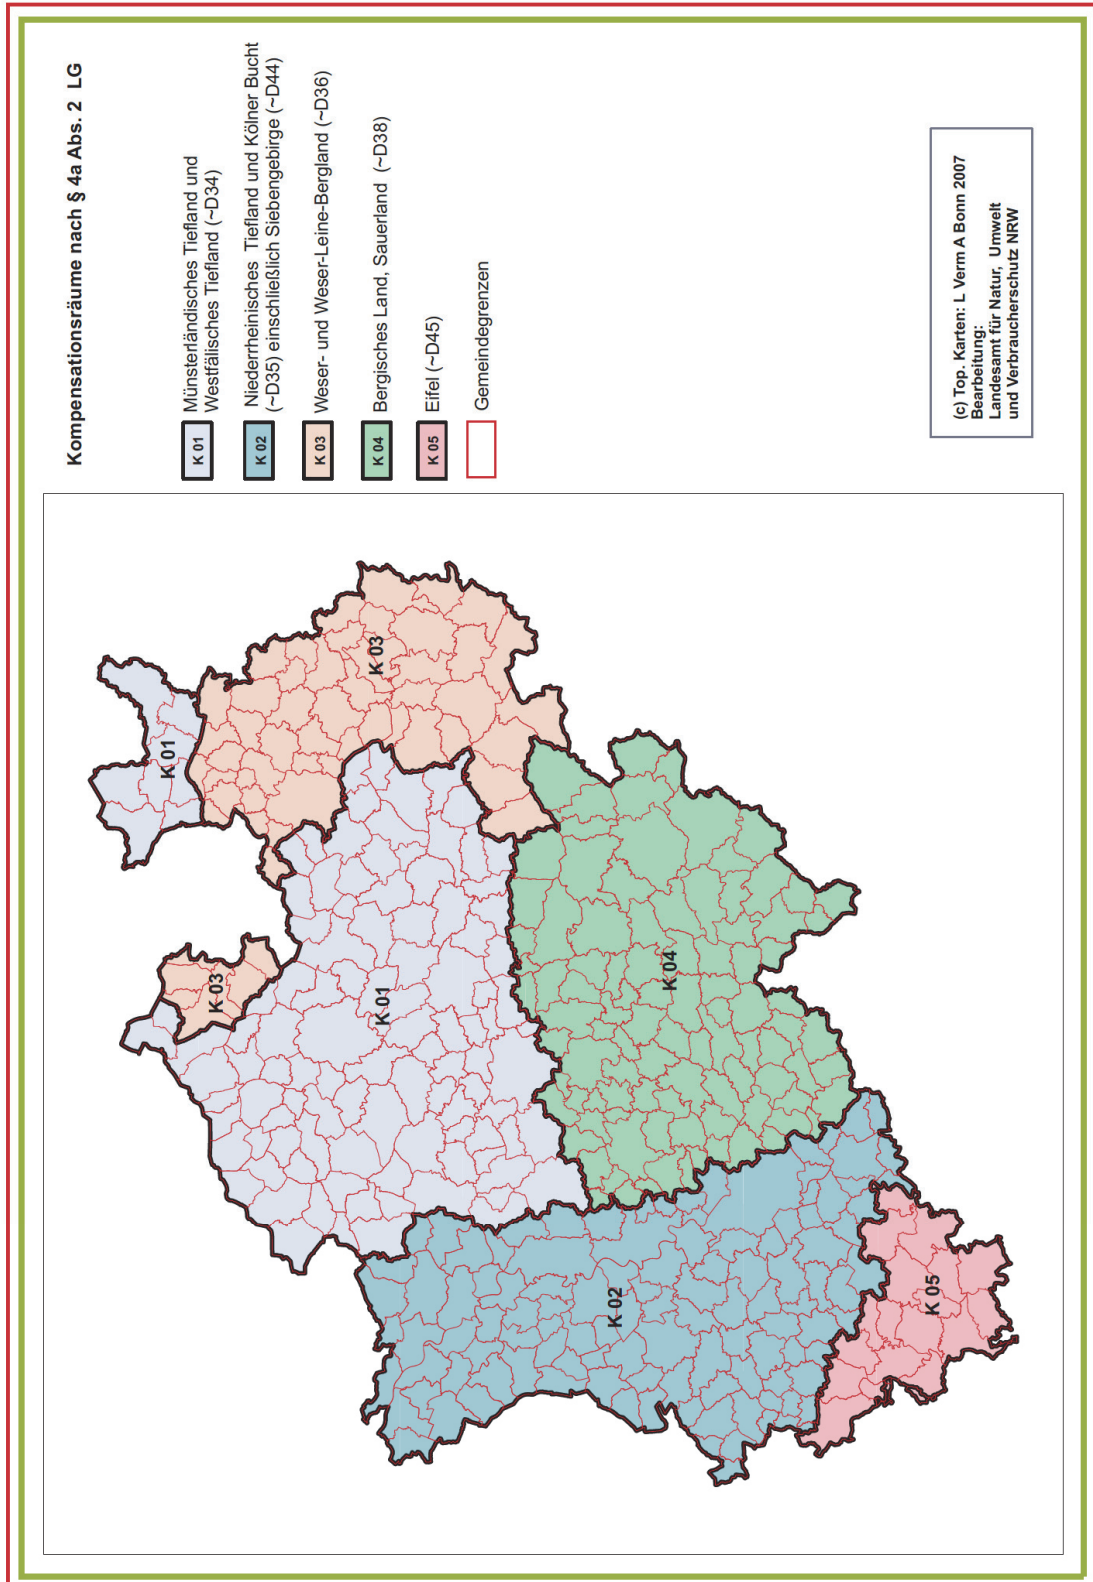 Kompensationsräume nach § 4a Abs. 2 LG
K 01
Münsterländisches Tiefland und
Westfälisches Tiefland (~D34)
K 02
Niederrheinisches Tiefland und Kölner Bucht
(~D35) einschließlich Siebengebirge (~D44)
K 03
Weser- und Weser-Leine-Bergland (~D36)
K 04
Bergisches Land, Sauerland (~D38)
K 05
Eifel (~D45)
Gemeindegrenzen
(c) Top. Karten: L Verm A Bonn 2007
Bearbeitung:
Landesamt für Natur, Umwelt
und Verbraucherschutz NRW
K 01
K 03
K 03
K 01
K 04
K 02
K 05